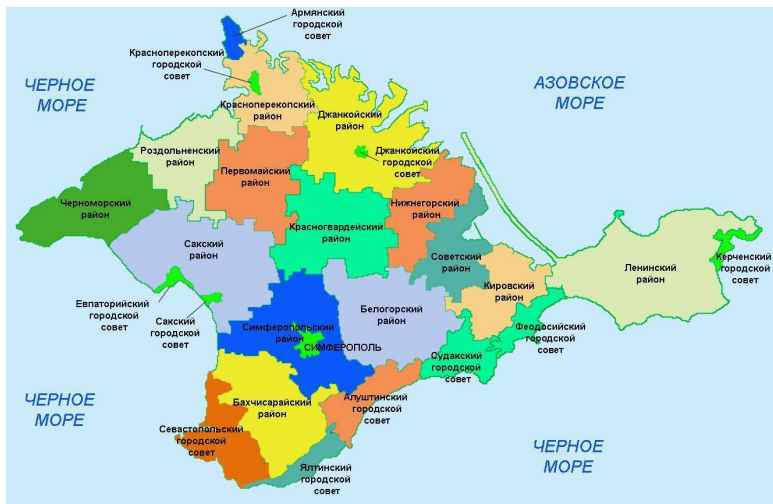 Армянский
городской
совет
Красноперекопский
городской
совет
ЧЕРНОЕ
МОРЕ
АЗОВСКОЕ
МОРЕ
Красноперекопский
район
Джанкойский
район
Роздольненский
район
Джанкойский
городской
совет
Первомайский
район
Черноморский
район
Нижнегорский
район
Красногвардейский
район
Сакский
район
Советский
район
Керченский
городской
совет
Ленинский
район
Кировский
район
Евпаторийский
городской
совет
Сакский
городской
совет
Белогорский
район
Симферопольский
район
СИМФЕРОПОЛЬ
Феодосийский
городской
совет
Судакский
городской
совет
ЧЕРНОЕ
МОРЕ
Бахчисарайский
район
Алуштинский
городской
совет
Севастопольский
городской
совет
ЧЕРНОЕ
МОРЕ
Ялтинский
городской
совет